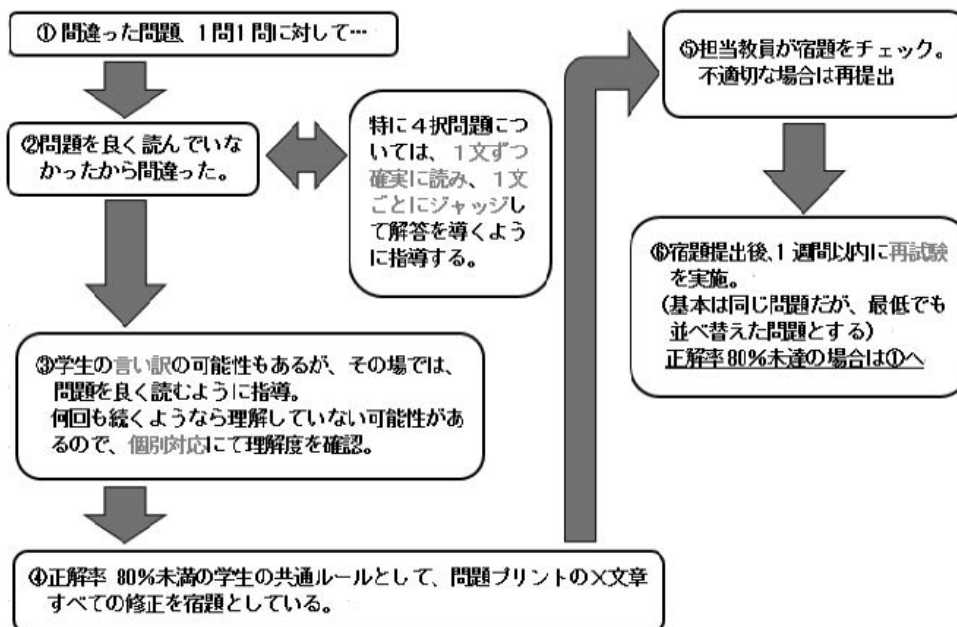 ①間違った問題、1問1問に対して…
②問題を良く読んでいな
かったから間違った。
特に４択問題につ
いては、１文ずつ
確実に読み、１文
ごとにジャッジし
て解答を導くよう
に指導する。
③学生の言い訳の可能性もあるが、その場では、
問題を良く読むように指導。
何回も続くようなら理解していない可能性があ
るので、個別対応にて理解度を確認。
④正解率 80%未満の学生の共通ルールとして、問題プリントの×文章
すべての修正を宿題としている。
⑤担当教員が宿題をチェック。
不適切な場合は再提出
⑥宿題提出後、1 週間以内に再試験
を実施。
(基本は同じ問題だが、最低でも
並べ替えた問題とする)
正解率80%未達の場合は①へ